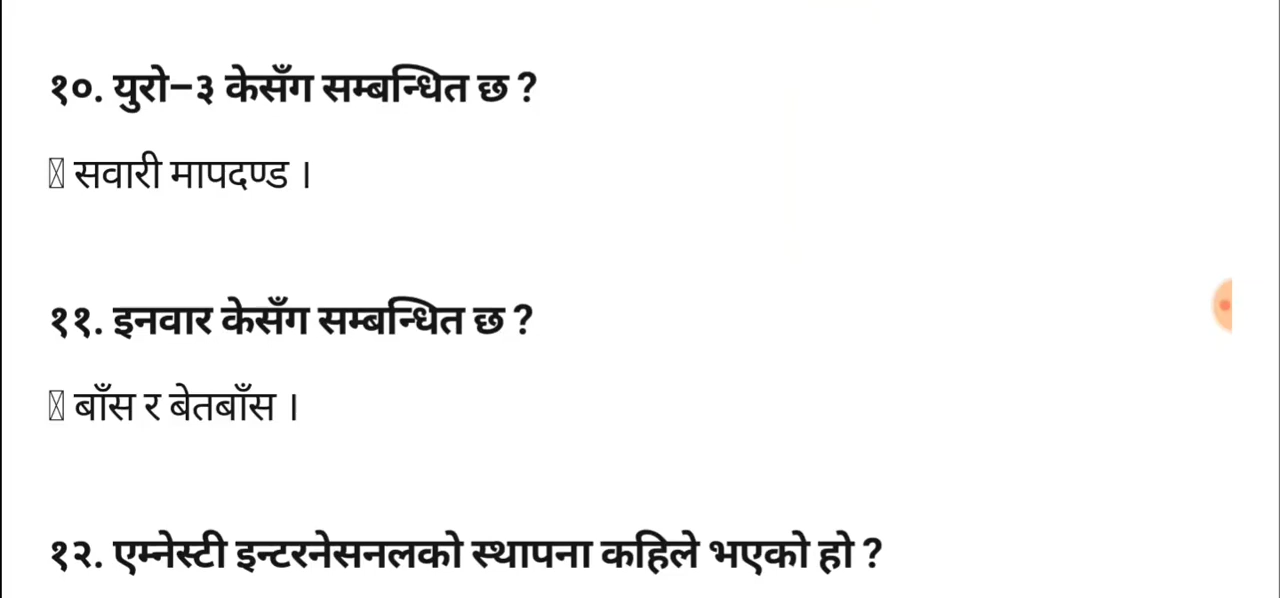 १०. युरो–३ केसँग सम्बन्धित छ ?
सवारी मापदण्ड ।
११. इनवार केसँग सम्बन्धित छ ?
बाँस र बेतबाँस ।
१२. एम्नेस्टी इन्टरनेसनलको स्थापना कहिले भएको हो ?